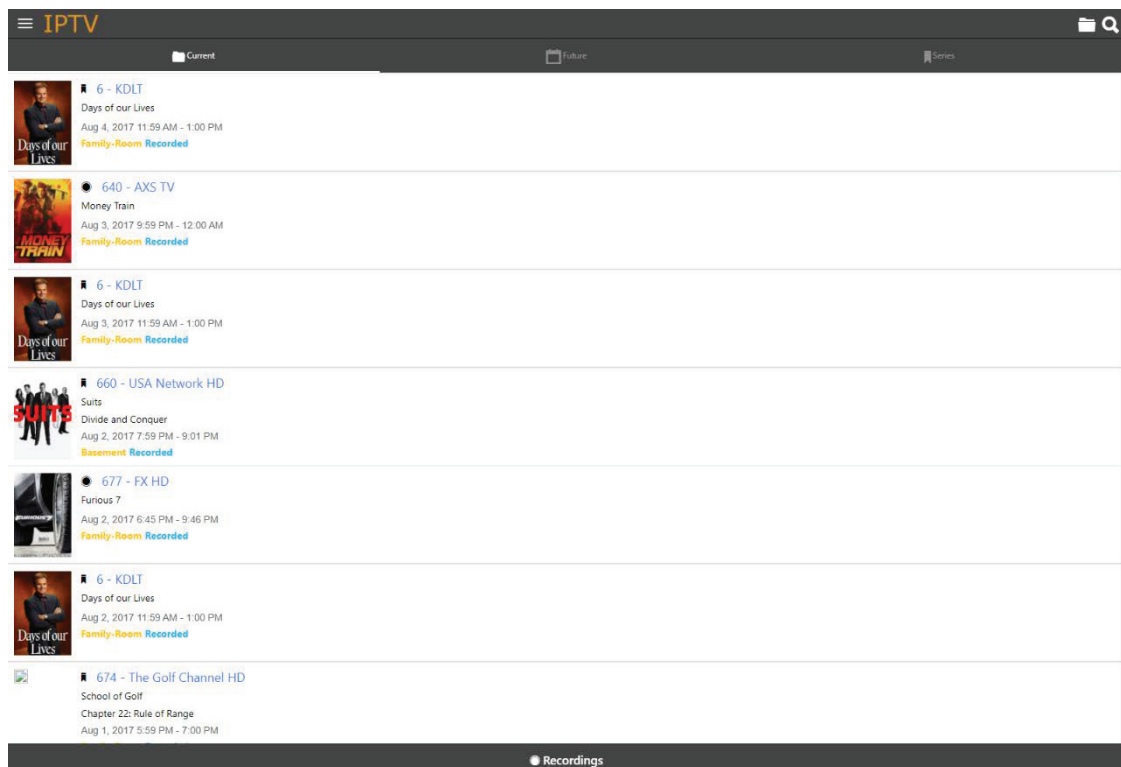 IPTV
Current
Future
Series
6 - KDLT
Days of our Lives
Aug 4, 2017 11:59 AM - 1:00 PM
Family-Room Recorded
Days of our
Lives
640 - AXS TV
Money Train
Aug 3, 2017 9:59 PM - 12:00 AM
Family-Room Recorded
MONEY
TRAIN
6 - KDLT
Days of our Lives
Aug 3, 2017 11:59 AM - 1:00 PM
Family-Room Recorded
Days of our
Lives
660 - USA Network HD
Suits
Divide and Conquer
Aug 2, 2017 7:59 PM - 9:01 PM
Basement Recorded
SUITS
677 - FX HD
Furious 7
Aug 2, 2017 6:45 PM - 9:46 PM
Family-Room Recorded
FURIOUS 7
6 - KDLT
Days of our Lives
Aug 2, 2017 11:59 AM - 1:00 PM
Family-Room Recorded
Days of our
Lives
674 - The Golf Channel HD
School of Golf
Chapter 22: Rule of Range
Aug 1, 2017 5:59 PM - 7:00 PM
Recordings